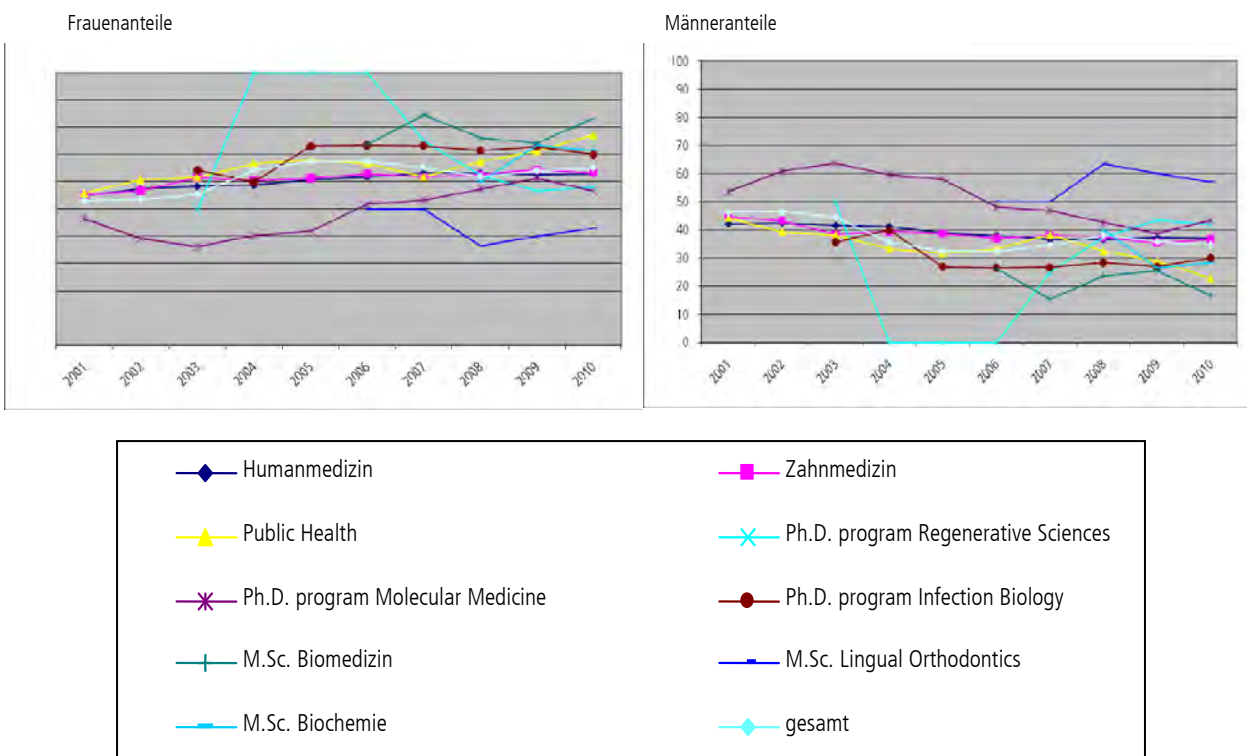 Frauenanteile
Männeranteile
2001 2002 2003 2004 2005 2006 2007 2008 2009 2010
100
90
80
70
60
50
40
30
20
10
0
2001 2002 2003 2004 2005 2006 2007 2008 2009 2010
Humanmedizin
Zahnmedizin
Public Health
Ph.D. program Regenerative Sciences
Ph.D. program Molecular Medicine
Ph.D. program Infection Biology
M.Sc. Biomedizin
M.Sc. Lingual Orthodontics
M.Sc. Biochemie
gesamt